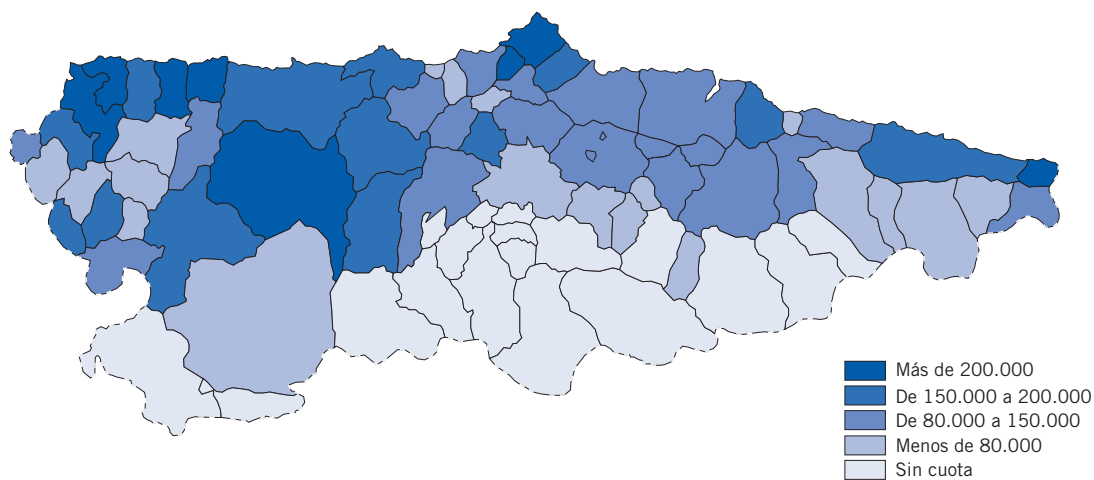 Más de 200.000
De 150.000 a 200.000
De 80.000 a 150.000
Menos de 80.000
Sin cuota